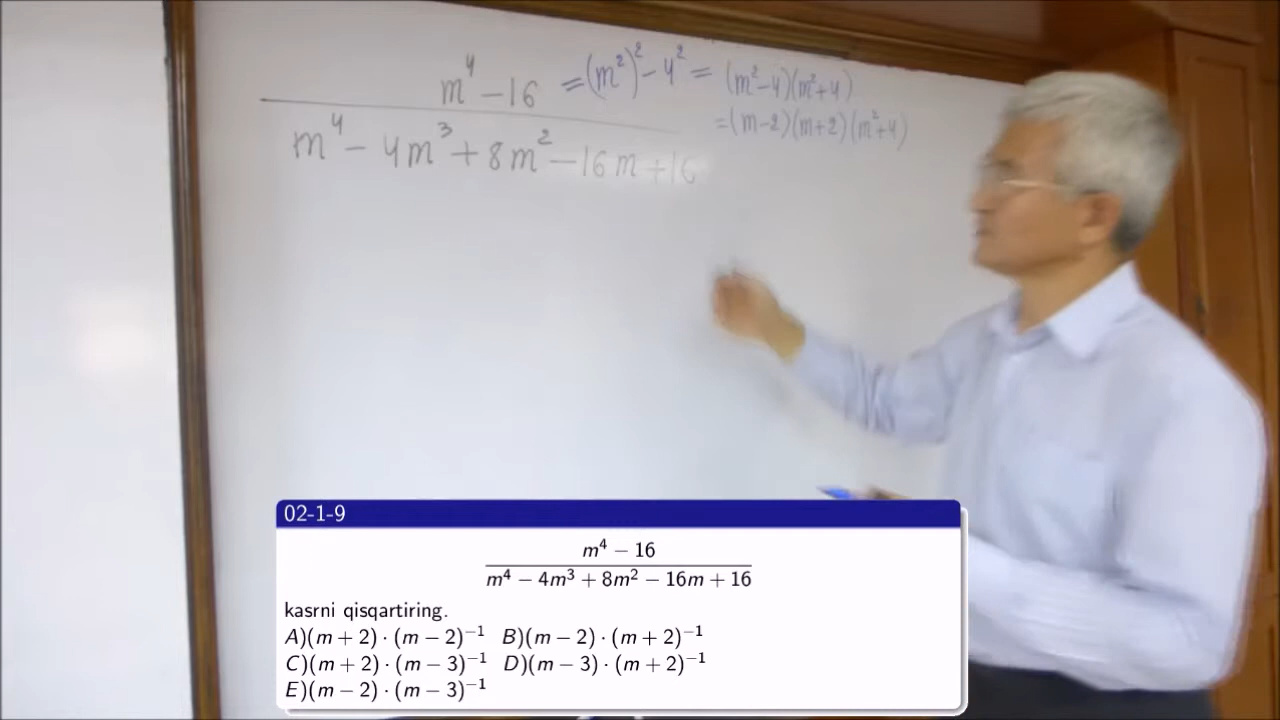 m⁴ − 16 = (m²)² − 4² = (m² − 4)(m² + 4)
= (m − 2)(m + 2)(m² + 4)
m⁴ − 4m³ + 8m² − 16m + 16
02-1-9
m⁴ − 16
m⁴ − 4m³ + 8m² − 16m + 16
kasrni qisqartiring.
A)(m + 2) · (m − 2)⁻¹ B)(m − 2) · (m + 2)⁻¹
C)(m + 2) · (m − 3)⁻¹ D)(m − 3) · (m + 2)⁻¹
E)(m − 2) · (m − 3)⁻¹